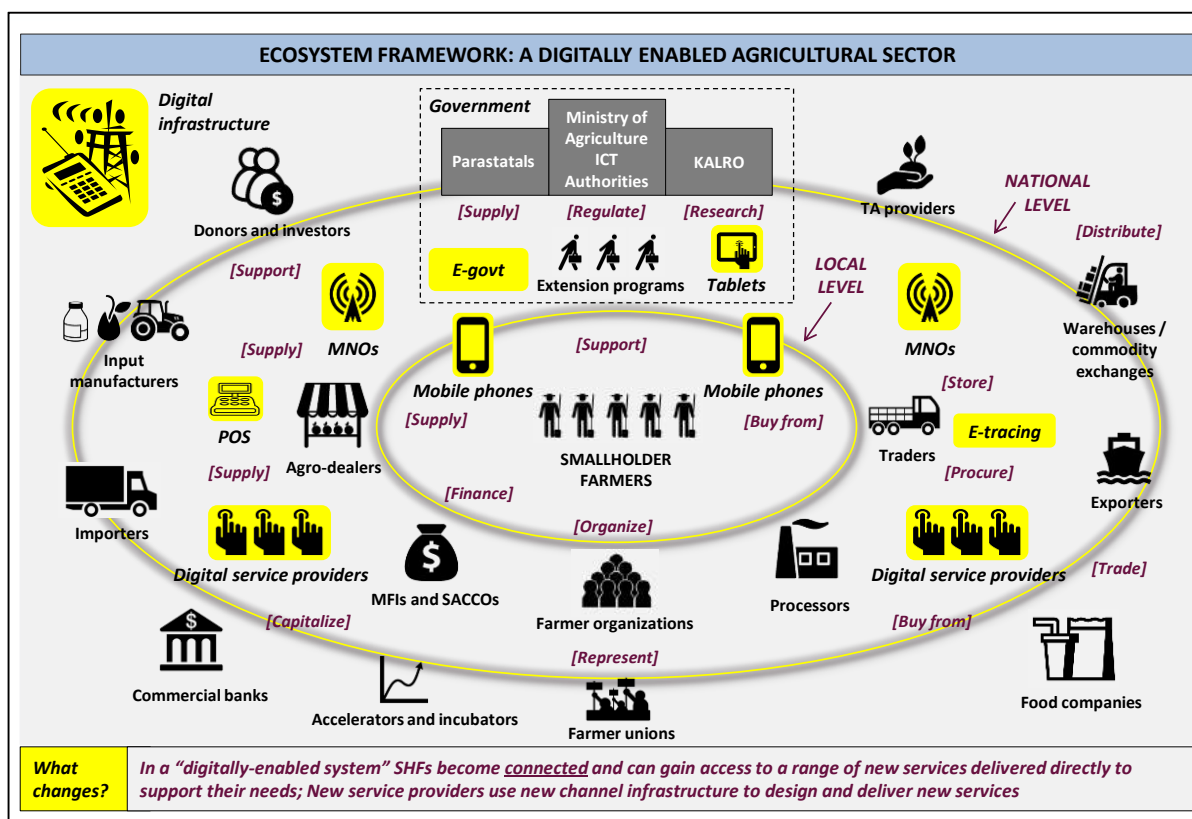 ECOSYSTEM FRAMEWORK: A DIGITALLY ENABLED AGRICULTURAL SECTOR
Digital
infrastructure
Government
Parastatals
Ministry of
Agriculture
ICT
Authorities
KALRO
[Supply]
[Regulate]
[Research]
E-govt
Extension programs
Tablets
Donors and investors
[Support]
TA providers
NATIONAL
LEVEL
[Distribute]
LOCAL
LEVEL
Input
manufacturers
[Supply]
MNOs
Mobile phones
[Support]
Mobile phones
MNOs
Warehouses /
commodity
exchanges
[Store]
POS
[Supply]
Agro-dealers
[Supply]
SMALLHOLDER
FARMERS
[Buy from]
Traders
E-tracing
[Procure]
Importers
[Finance]
[Organize]
Exporters
Digital service providers
MFIs and SACCOs
Farmer organizations
Processors
Digital service providers
[Trade]
[Capitalize]
[Represent]
[Buy from]
Commercial banks
Accelerators and incubators
Farmer unions
Food companies
What
changes?
In a “digitally-enabled system” SHFs become connected and can gain access to a range of new services delivered directly to
support their needs; New service providers use new channel infrastructure to design and deliver new services